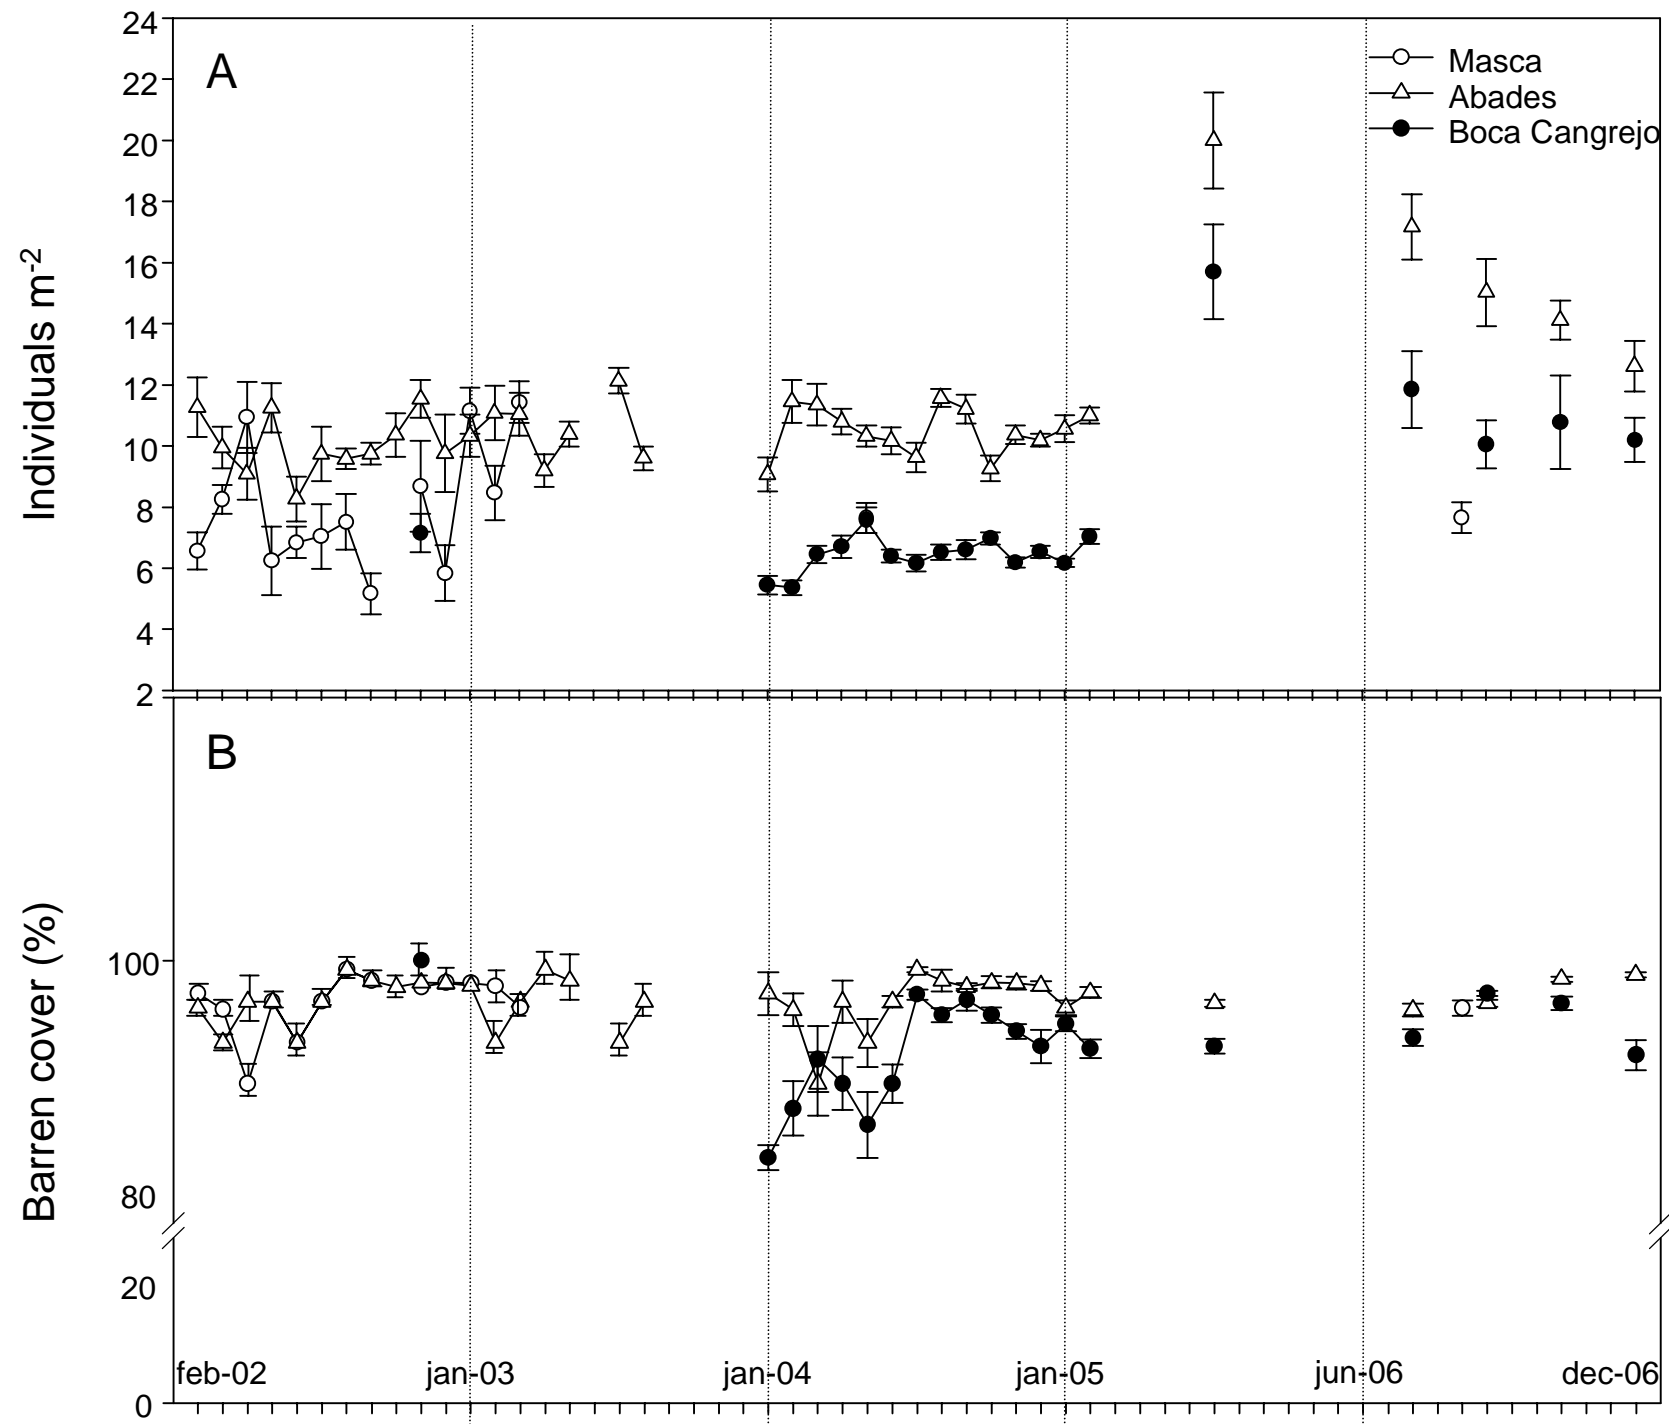 24
A
Masca
22
Abades
Boca Cangrejo
20
18
16
14
12
10
8
6
4
2
Individuals m-2
B
100
80
20
0
Barren cover (%)
feb-02 jan-03 jan-04 jan-05 jun-06 dec-06